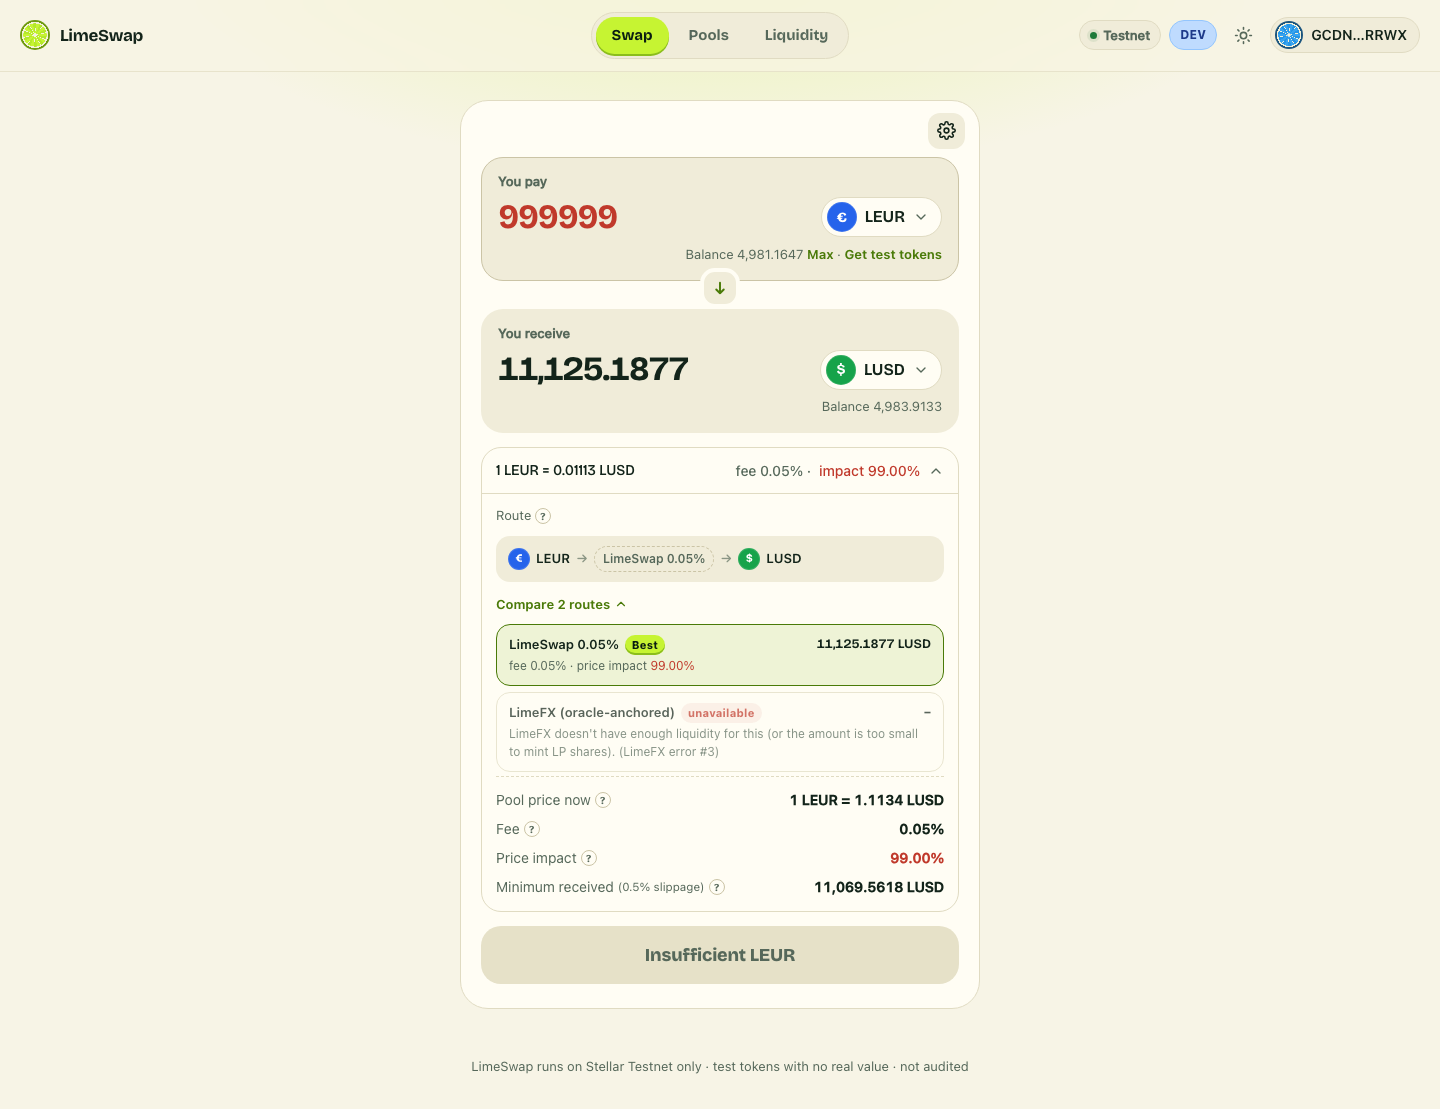 LimeSwap
Swap
Pools
Liquidity
Testnet
DEV
GCDN...RRWX
You pay
999999
€ LEUR
Balance 4,981.1647 Max · Get test tokens
You receive
11,125.1877
$ LUSD
Balance 4,983.9133
1 LEUR = 0.01113 LUSD
fee 0.05% · impact 99.00%
Route ?
€ LEUR → LimeSwap 0.05% → $ LUSD
Compare 2 routes
LimeSwap 0.05% Best 11,125.1877 LUSD
fee 0.05% · price impact 99.00%
LimeFX (oracle-anchored) unavailable –
LimeFX doesn't have enough liquidity for this (or the amount is too small
to mint LP shares). (LimeFX error #3)
Pool price now ? 1 LEUR = 1.1134 LUSD
Fee ? 0.05%
Price impact ? 99.00%
Minimum received (0.5% slippage) ? 11,069.5618 LUSD
Insufficient LEUR
LimeSwap runs on Stellar Testnet only · test tokens with no real value · not audited